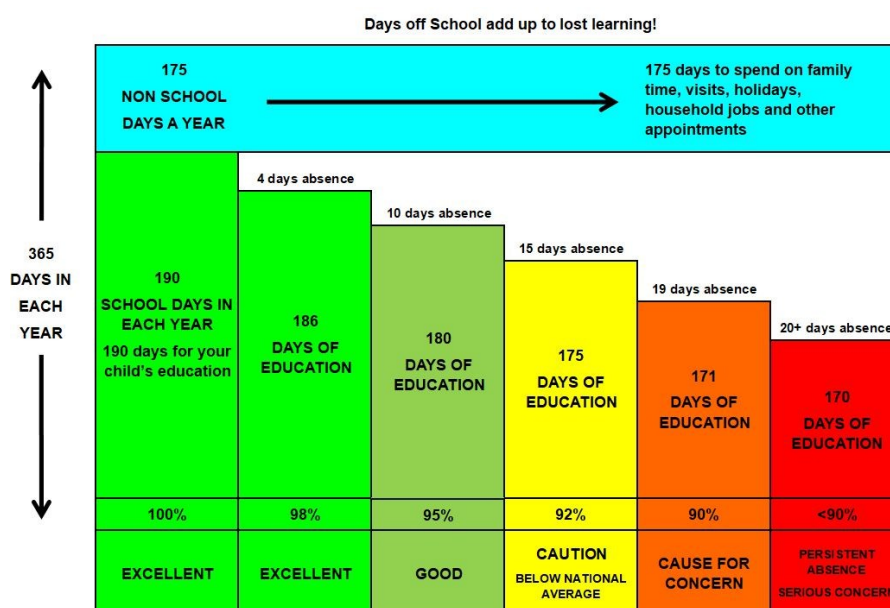 Days off School add up to lost learning!
175
NON SCHOOL
DAYS A YEAR
175 days to spend on family
time, visits, holidays,
household jobs and other
appointments
365
DAYS IN
EACH
YEAR
190
SCHOOL DAYS IN
EACH YEAR
190 days for your
child's education
4 days absence
186
DAYS OF
EDUCATION
10 days absence
180
DAYS OF
EDUCATION
15 days absence
175
DAYS OF
EDUCATION
19 days absence
171
DAYS OF
EDUCATION
20+ days absence
170
DAYS OF
EDUCATION
100%
98%
95%
92%
90%
<90%
EXCELLENT
EXCELLENT
GOOD
CAUTION
BELOW NATIONAL
AVERAGE
CAUSE FOR
CONCERN
PERSISTENT
ABSENCE
SERIOUS CONCERN